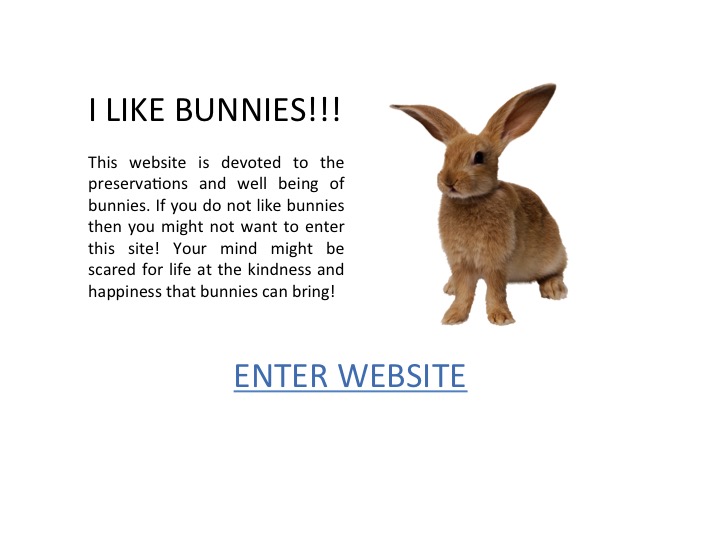 I LIKE BUNNIES!!!
This website is devoted to the
preservations and well being of
bunnies. If you do not like bunnies
then you might not want to enter
this site! Your mind might be
scared for life at the kindness and
happiness that bunnies can bring!
ENTER WEBSITE